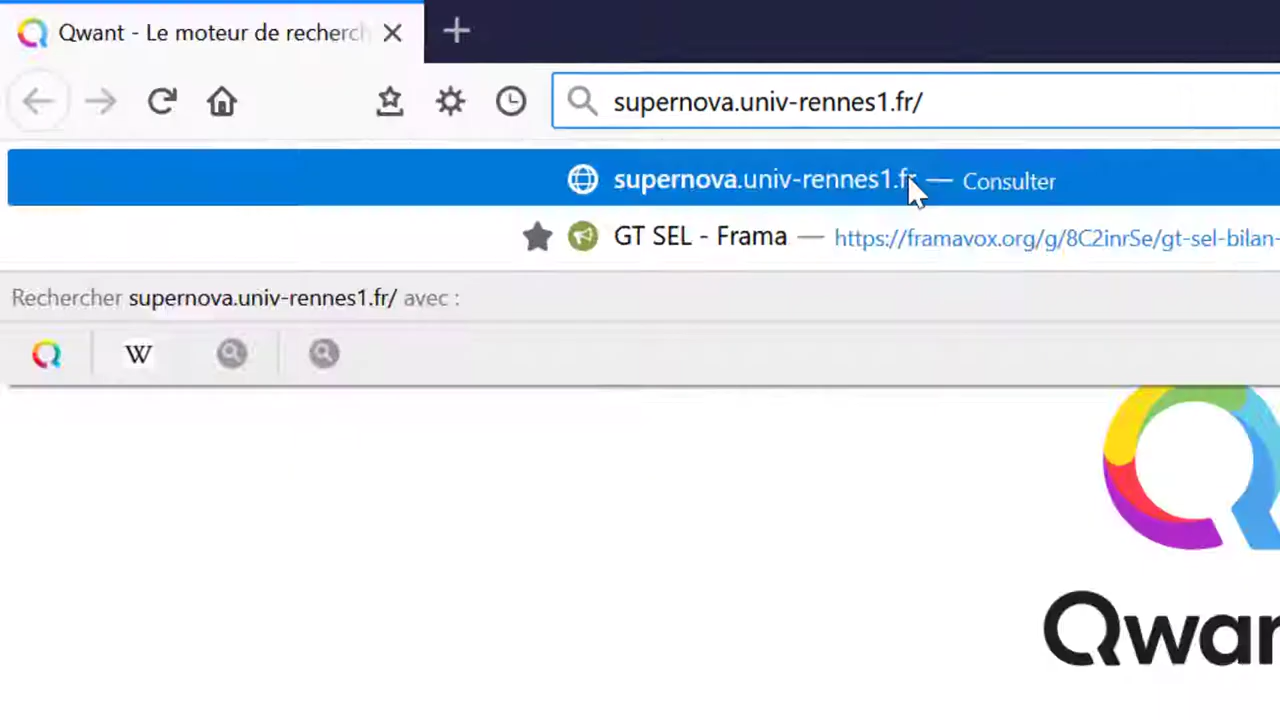 Qwant - Le moteur de recherch
supernova.univ-rennes1.fr/
supernova.univ-rennes1.fr — Consulter
GT SEL - Frama — https://framavox.org/g/8C2inrSe/gt-sel-bilan-
Rechercher supernova.univ-rennes1.fr/ avec :
W
Qwan